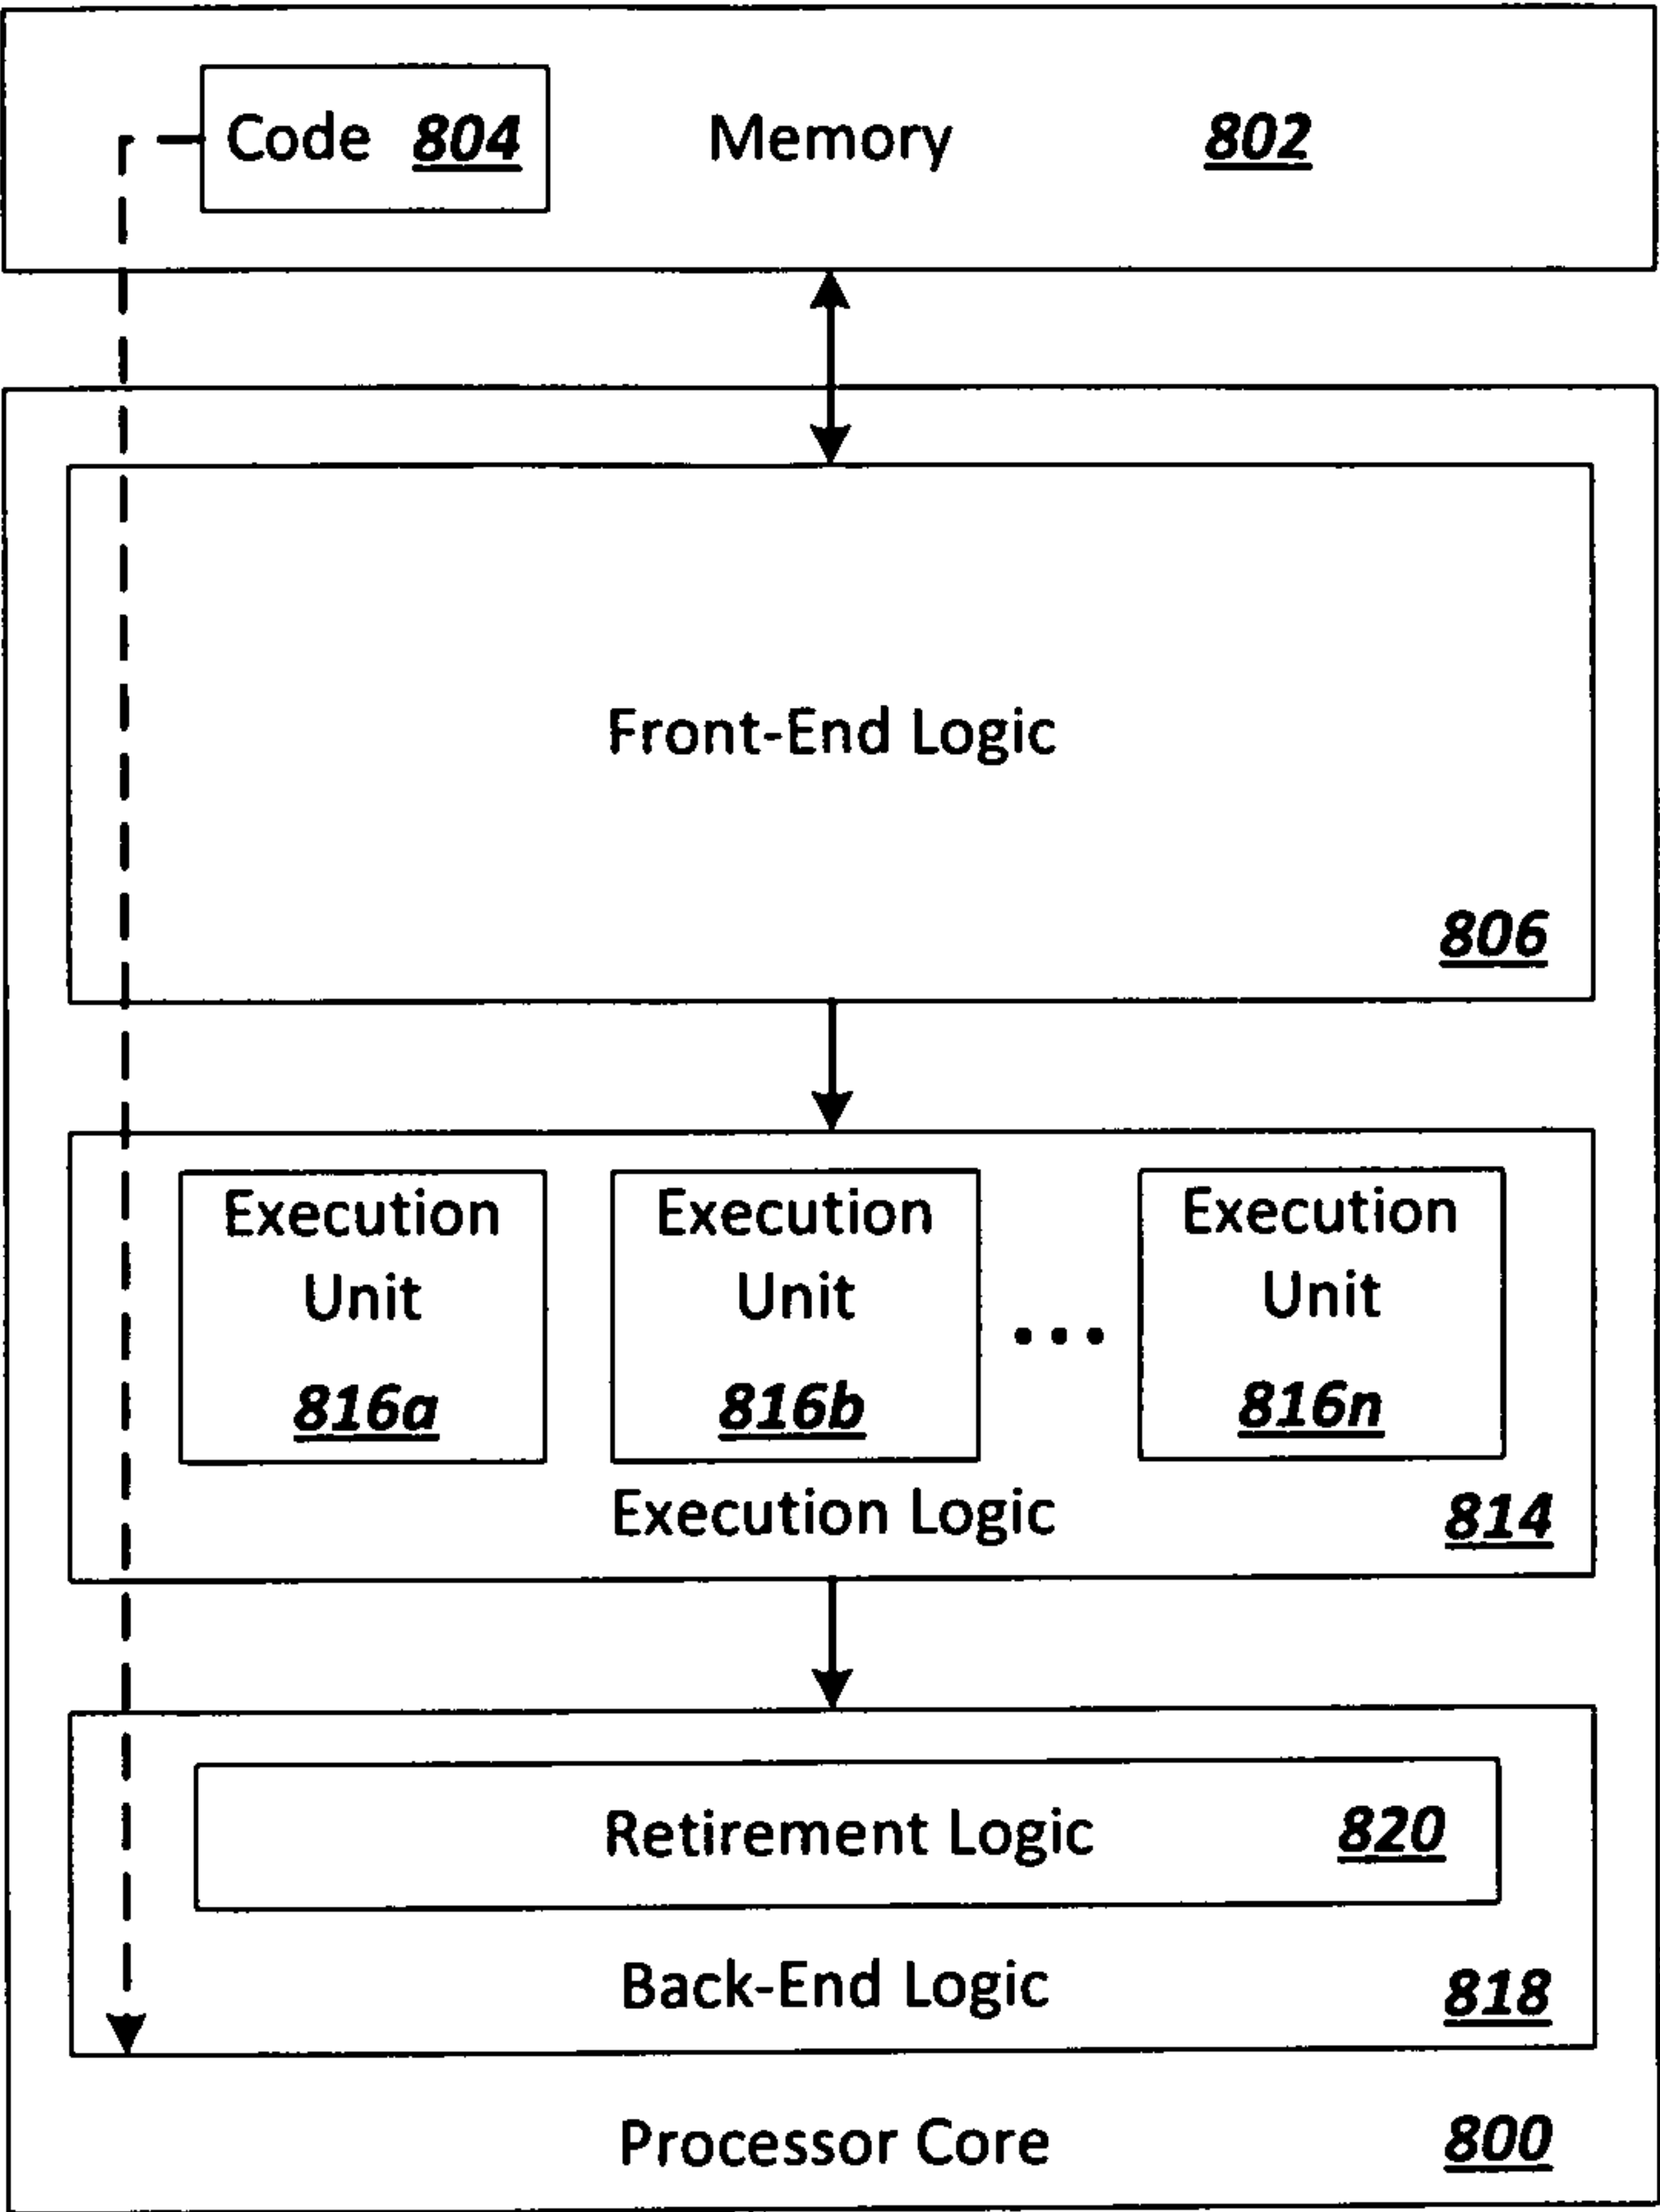 Code 804 Memory 802
Front-End Logic
806
Execution Unit 816a
Execution Unit 816b
...
Execution Unit 816n
Execution Logic 814
Retirement Logic 820
Back-End Logic 818
Processor Core 800